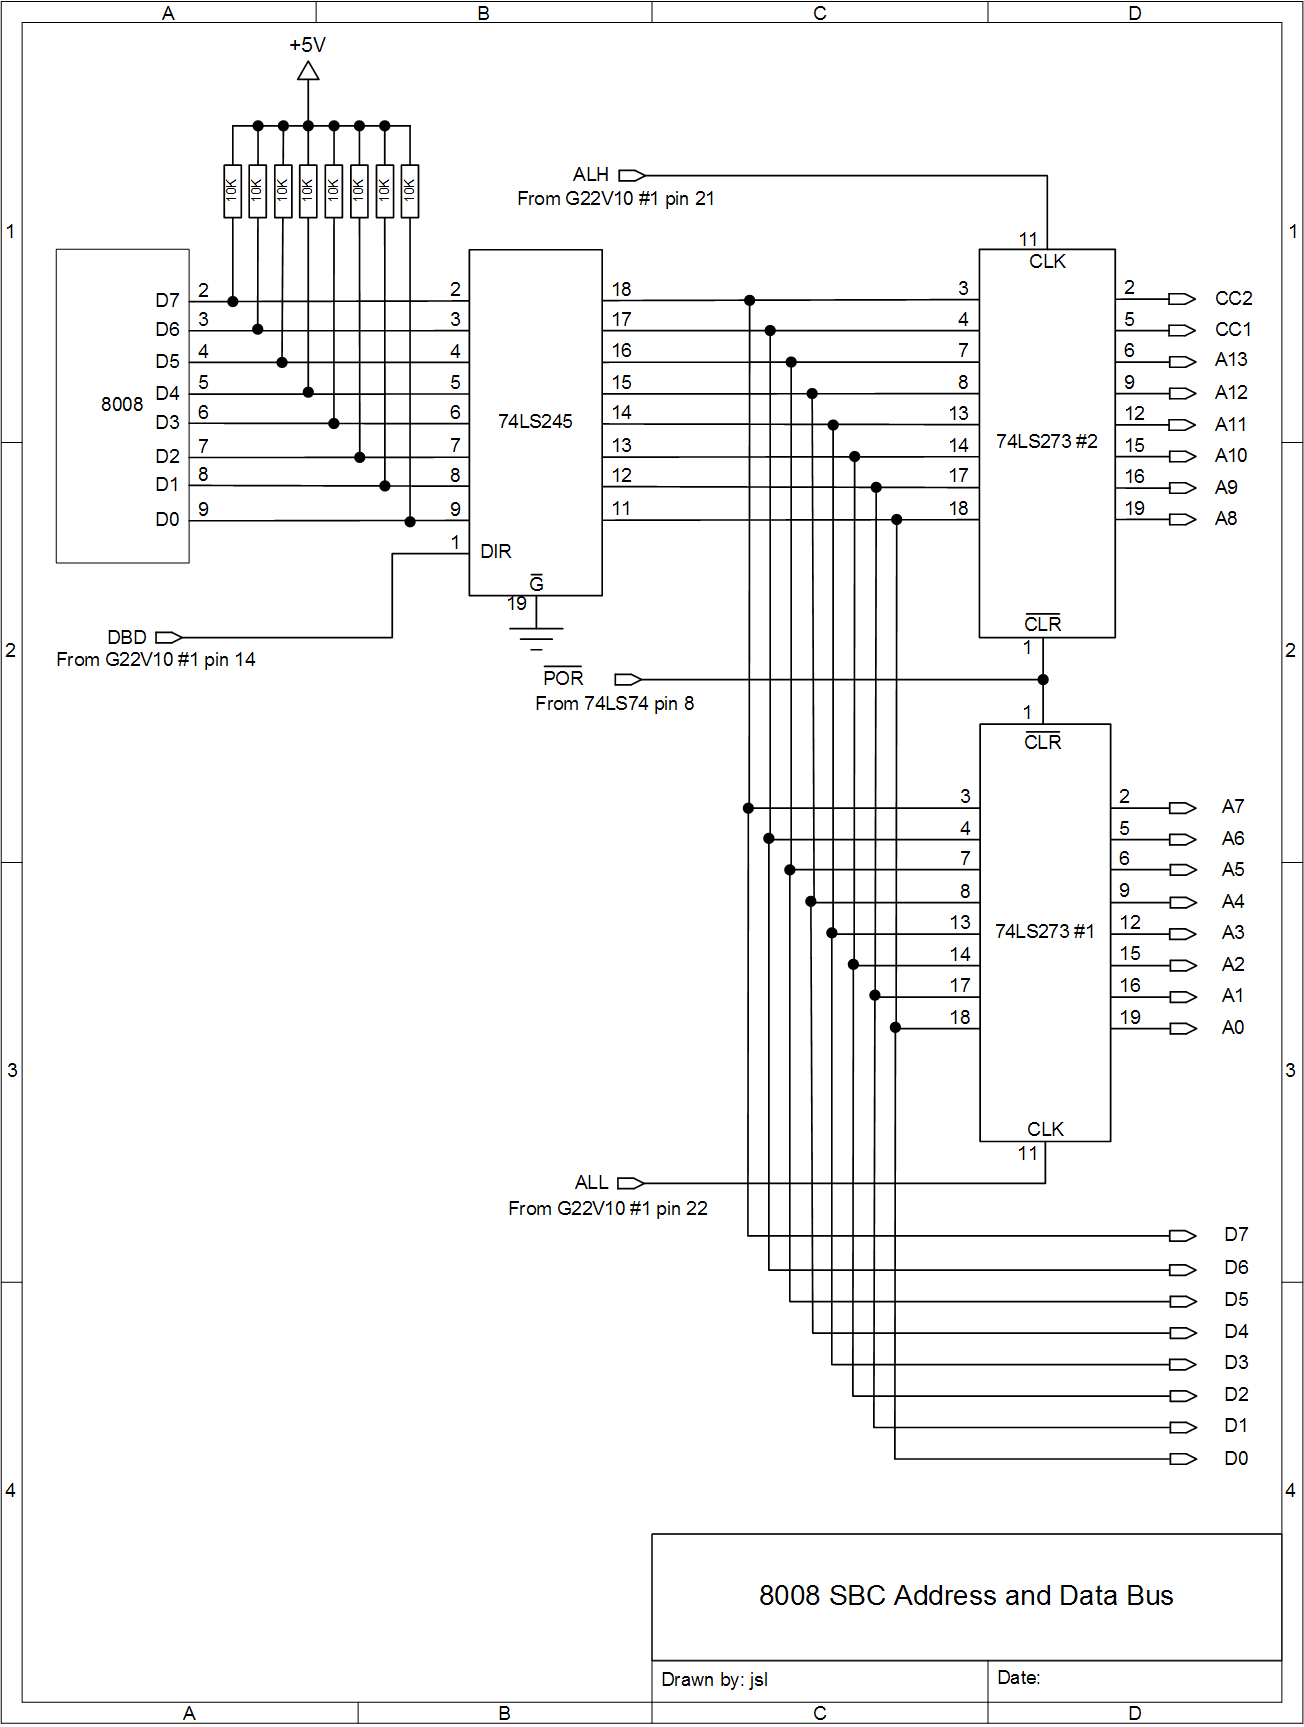 A B C D
+5V
10K 10K 10K 10K 10K 10K 10K 10K
ALH
From G22V10 #1 pin 21
1 1
11
CLK
8008
D7 2
D6 3
D5 4
D4 5
D3 6
D2 7
D1 8
D0 9
74LS245
2 18
3 17
4 16
5 15
6 14
7 13
8 12
9 11
1 DIR
G
19
74LS273 #2
3 2 CC2
4 5 CC1
7 6 A13
8 9 A12
13 12 A11
14 15 A10
17 16 A9
18 19 A8
CLR
1
DBD
From G22V10 #1 pin 14
2 2
POR
From 74LS74 pin 8
1
CLR
74LS273 #1
3 2 A7
4 5 A6
7 6 A5
8 9 A4
13 12 A3
14 15 A2
17 16 A1
18 19 A0
3 3
CLK
11
ALL
From G22V10 #1 pin 22
D7
D6
D5
D4
D3
D2
D1
D0
4 4
8008 SBC Address and Data Bus
Drawn by: jsl Date:
A B C D